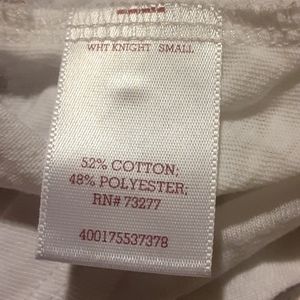 WHT KNIGHT SMALL
52% COTTON;
48% POLYESTER;
RN# 73277
400175537378